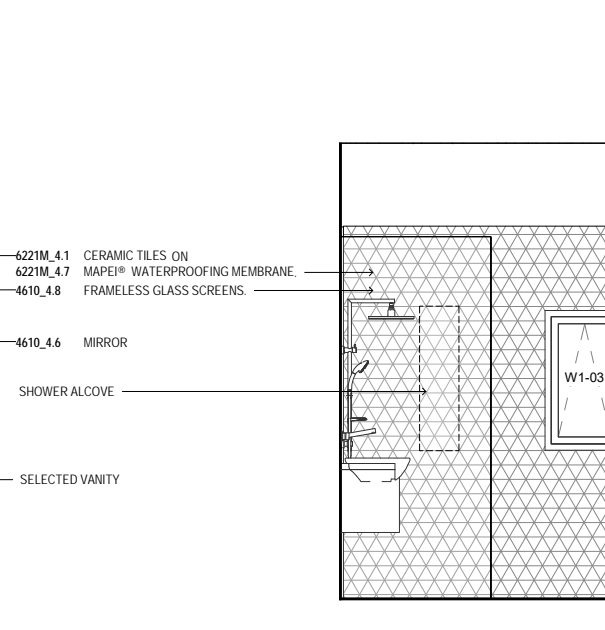 6221M_4.1 CERAMIC TILES ON
6221M_4.7 MAPEI® WATERPROOFING MEMBRANE.
4610_4.8 FRAMELESS GLASS SCREENS.
4610_4.6 MIRROR
W1-03
SHOWER ALCOVE
SELECTED VANITY